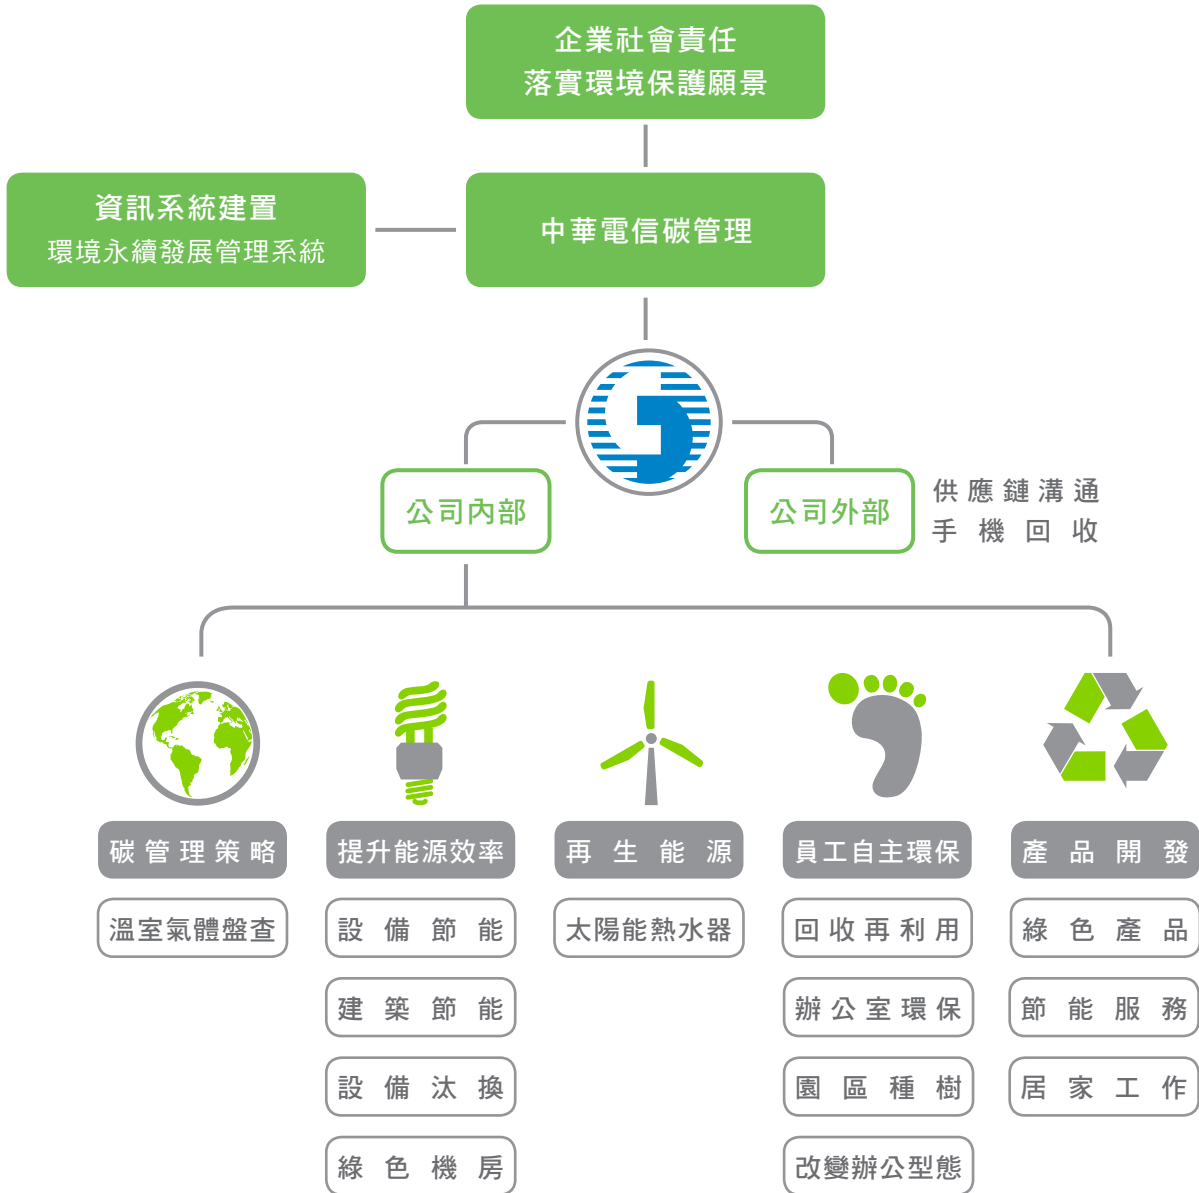 企業社會責任
落實環境保護願景
資訊系統建置
環境永續發展管理系統
中華電信碳管理
公司內部
公司外部
供應鏈溝通
手機回收
碳管理策略
溫室氣體盤查
提升能源效率
設備節能
建築節能
設備汰換
綠色機房
再生能源
太陽能熱水器
員工自主環保
回收再利用
辦公室環保
園區種樹
改變辦公型態
產品開發
綠色產品
節能服務
居家工作